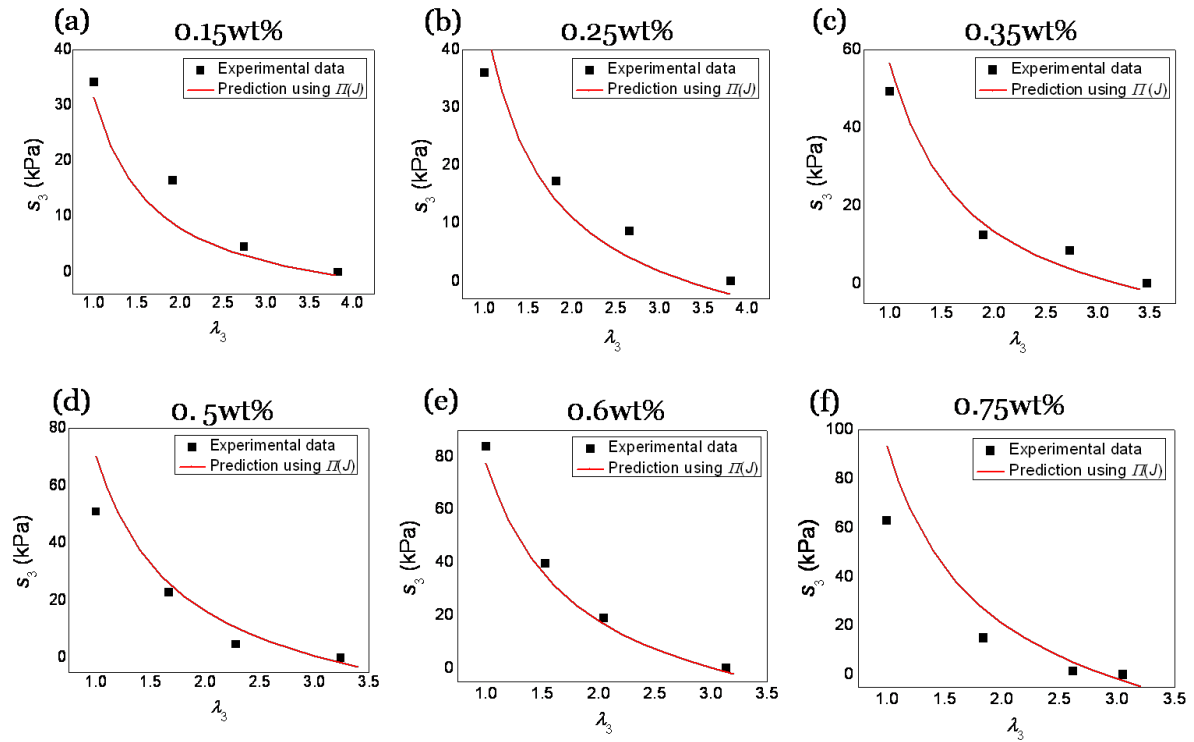 (a) 0.15wt%
40
30
20
10
0
s₃ (kPa)
Experimental data
Prediction using Π(J)
1.0 1.5 2.0 2.5 3.0 3.5 4.0
λ₃
(b) 0.25wt%
40
30
20
10
0
s₃ (kPa)
Experimental data
Prediction using Π(J)
1.0 1.5 2.0 2.5 3.0 3.5 4.0
λ₃
(c) 0.35wt%
60
40
20
0
s₃ (kPa)
Experimental data
Prediction using Π(J)
1.0 1.5 2.0 2.5 3.0 3.5
λ₃
(d) 0. 5wt%
80
60
40
20
0
s₃ (kPa)
Experimental data
Prediction using Π(J)
1.0 1.5 2.0 2.5 3.0 3.5
λ₃
(e) 0.6wt%
80
60
40
20
0
s₃ (kPa)
Experimental data
Prediction using Π(J)
1.0 1.5 2.0 2.5 3.0 3.5
λ₃
(f) 0.75wt%
100
80
60
40
20
0
s₃ (kPa)
Experimental data
Prediction using Π(J)
1.0 1.5 2.0 2.5 3.0 3.5
λ₃